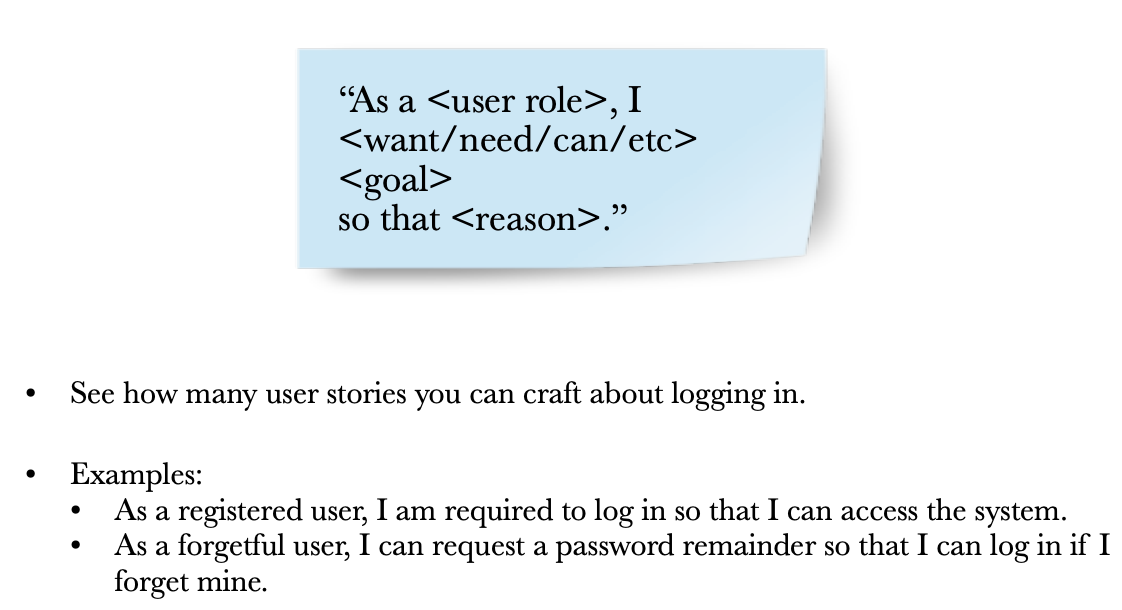 “As a <user role>, I
<want/need/can/etc>
<goal>
so that <reason>.”
• See how many user stories you can craft about logging in.
• Examples:
• As a registered user, I am required to log in so that I can access the system.
• As a forgetful user, I can request a password remainder so that I can log in if I
forget mine.